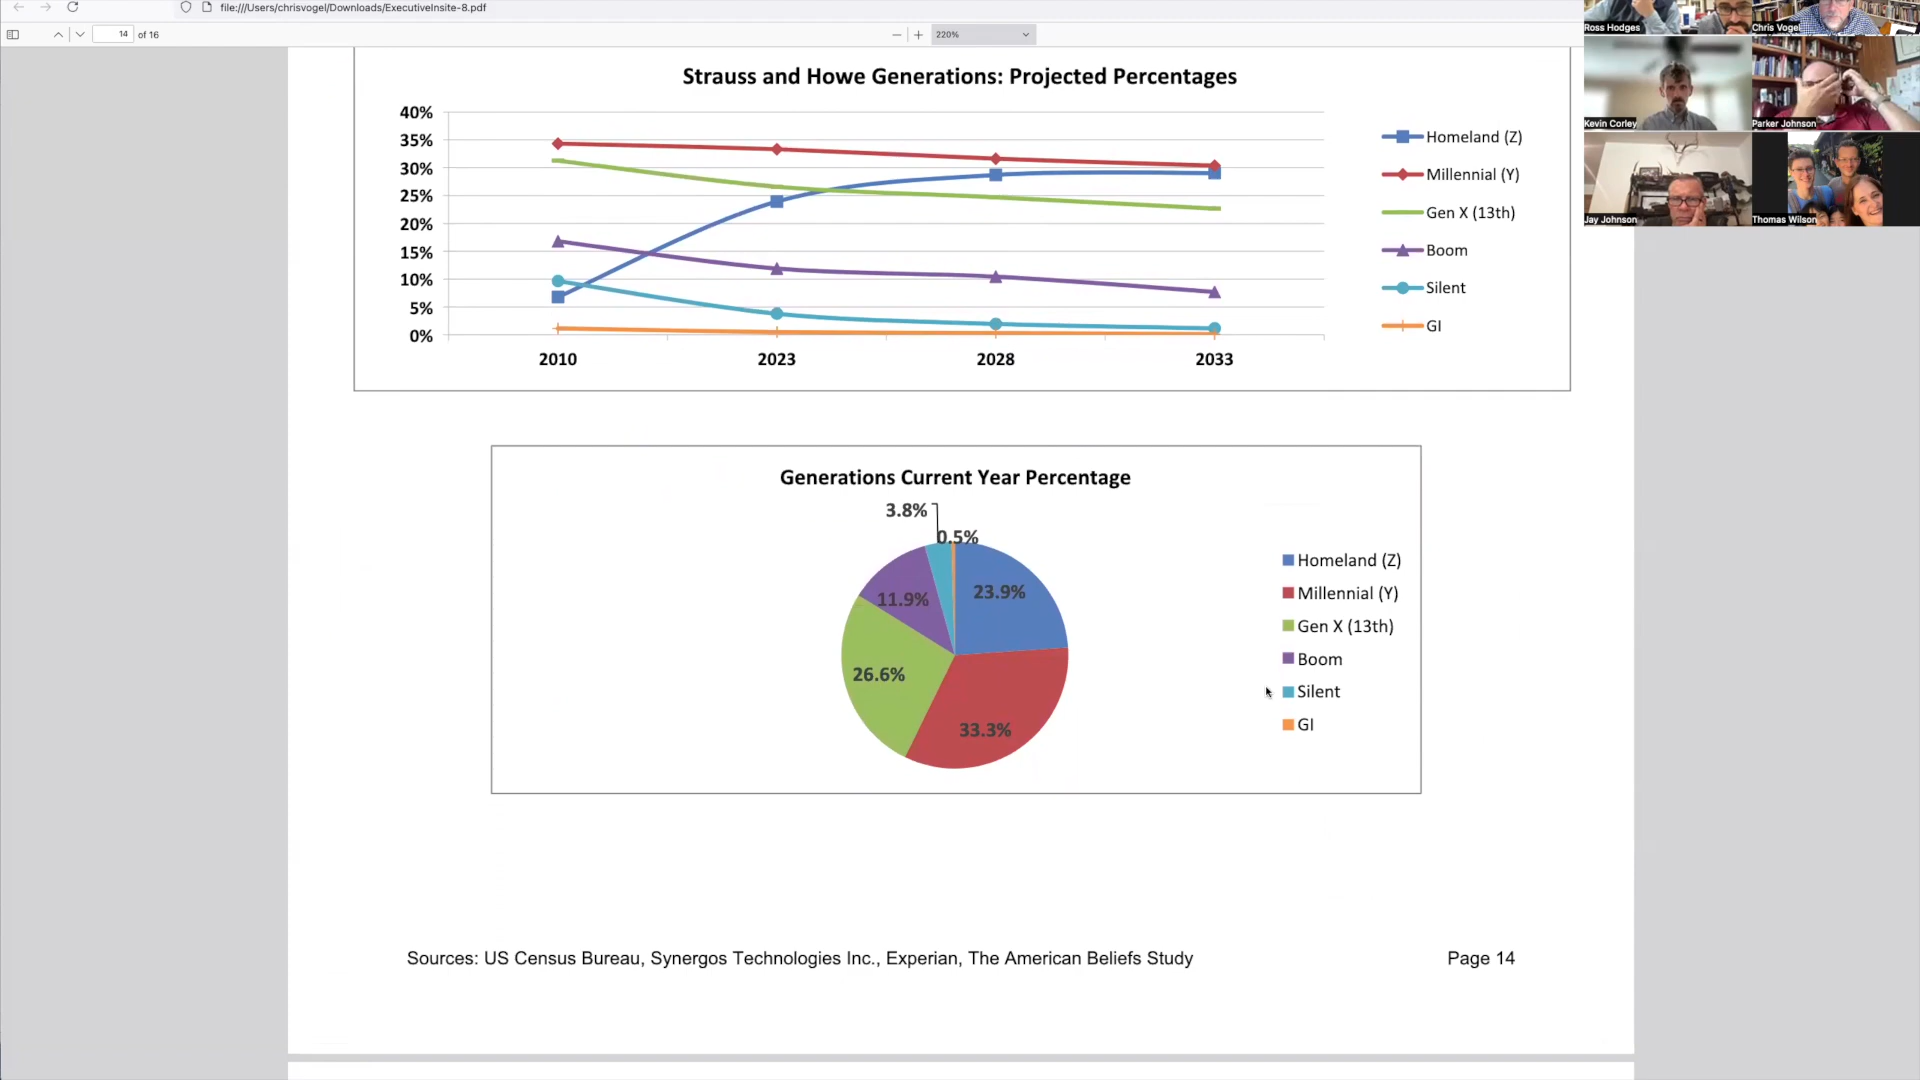 file:///Users/chrisvogel/Downloads/ExecutiveInsite-8.pdf
14 of 16
220%
Ross Hodges
Chris Vogel
Kevin Corley
Parker Johnson
Jay Johnson
Thomas Wilson
Strauss and Howe Generations: Projected Percentages
40%
35%
30%
25%
20%
15%
10%
5%
0%
2010 2023 2028 2033
Homeland (Z)
Millennial (Y)
Gen X (13th)
Boom
Silent
GI
Generations Current Year Percentage
3.8%
0.5%
23.9%
11.9%
26.6%
33.3%
Homeland (Z)
Millennial (Y)
Gen X (13th)
Boom
Silent
GI
Sources: US Census Bureau, Synergos Technologies Inc., Experian, The American Beliefs Study Page 14